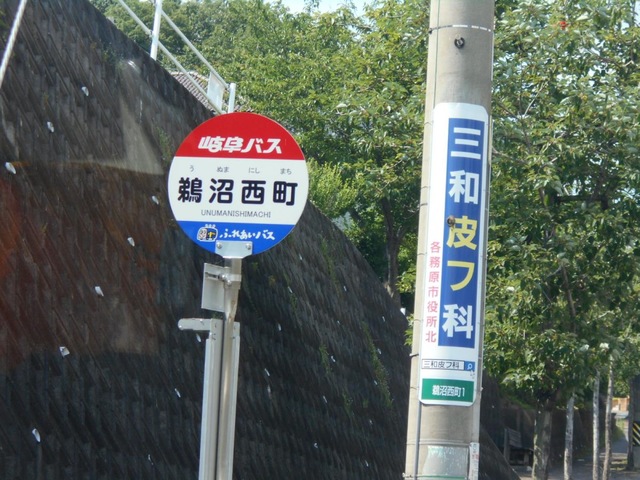 岐阜バス
う ぬま にし まち
鵜沼西町
UNUMANISHIMACHI
ふれあいバス
三和皮フ科
各務原市役所北
三和皮フ科
鵜沼西町1